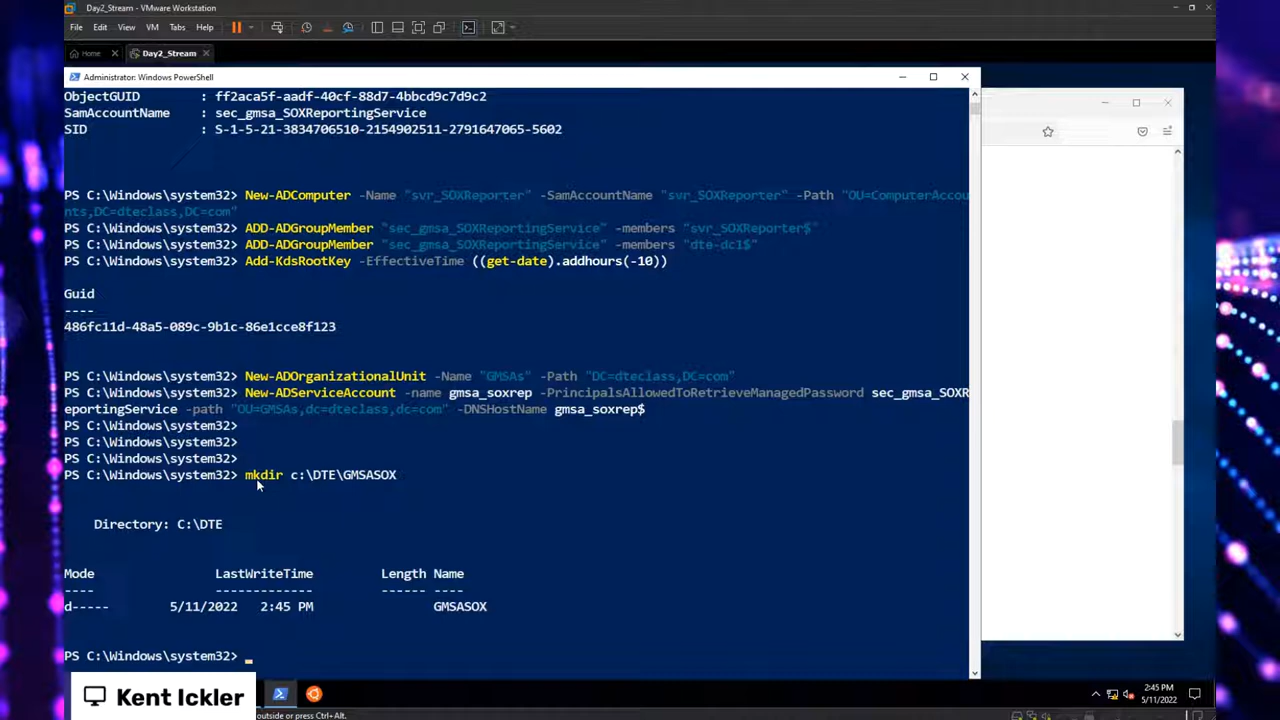 Day2_Stream - VMware Workstation
File Edit View VM Tabs Help
Home Day2_Stream
Administrator: Windows PowerShell
ObjectGUID : ff2aca5f-aadf-40cf-88d7-4bbcd9c7d9c2
SamAccountName : sec_gmsa_SOXReportingService
SID : S-1-5-21-3834706510-2154902511-2791647065-5602
PS C:\Windows\system32> New-ADComputer -Name "svr_SOXReporter" -SamAccountName "svr_SOXReporter" -Path "OU=ComputerAccou
nts,DC=dteclass,DC=com"
PS C:\Windows\system32> ADD-ADGroupMember "sec_gmsa_SOXReportingService" -members "svr_SOXReporter$"
PS C:\Windows\system32> ADD-ADGroupMember "sec_gmsa_SOXReportingService" -members "dte-dc1$"
PS C:\Windows\system32> Add-KdsRootKey -EffectiveTime ((get-date).addhours(-10))
Guid
----
486fc11d-48a5-089c-9b1c-86e1cce8f123
PS C:\Windows\system32> New-ADOrganizationalUnit -Name "GMSAs" -Path "DC=dteclass,DC=com"
PS C:\Windows\system32> New-ADServiceAccount -name gmsa_soxrep -PrincipalsAllowedToRetrieveManagedPassword sec_gmsa_SOXR
eportingService -path "OU=GMSAs,dc=dteclass,dc=com" -DNSHostName gmsa_soxrep$
PS C:\Windows\system32>
PS C:\Windows\system32>
PS C:\Windows\system32>
PS C:\Windows\system32> mkdir c:\DTE\GMSASOX
Directory: C:\DTE
Mode LastWriteTime Length Name
---- ------------- ------ ----
d----- 5/11/2022 2:45 PM GMSASOX
PS C:\Windows\system32>
Kent Ickler
2:45 PM
5/11/2022
outside or press Ctrl+Alt.